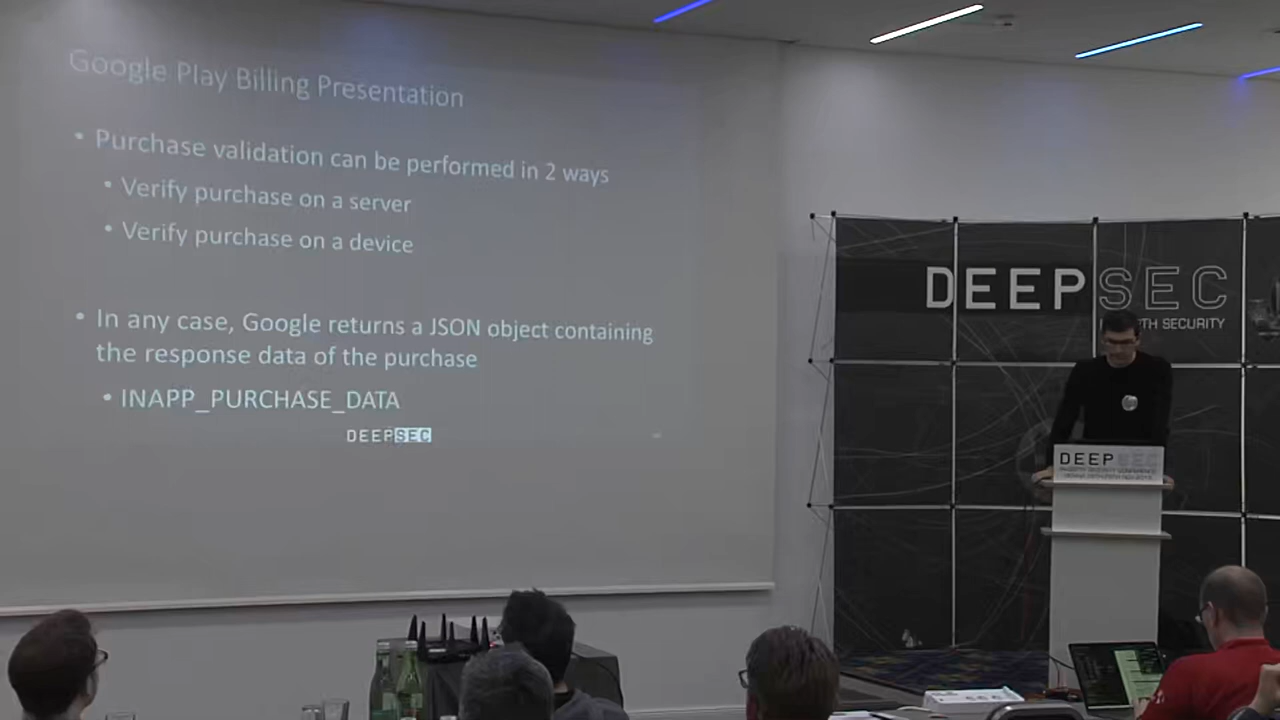 Google Play Billing Presentation
• Purchase validation can be performed in 2 ways
• Verify purchase on a server
• Verify purchase on a device
• In any case, Google returns a JSON object containing
the response data of the purchase
• INAPP_PURCHASE_DATA
DEEPSEC
DEEPSEC
TH SECURITY
DEEPSEC